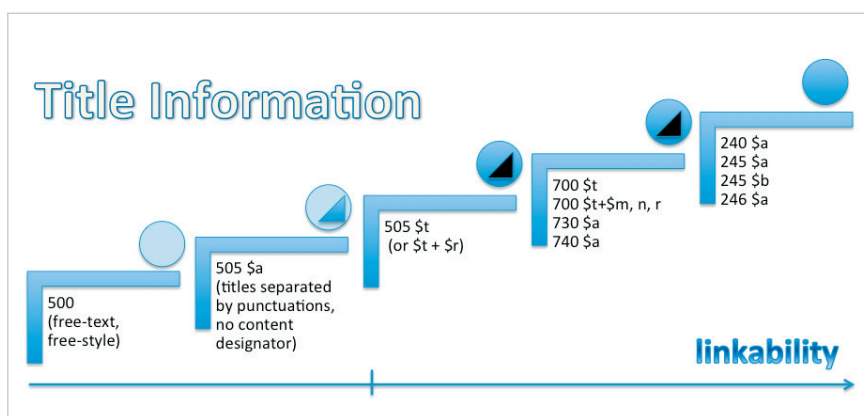 Title Information
500
(free-text,
free-style)
505 $a
(titles separated
by punctuations,
no content
designator)
505 $t
(or $t + $r)
700 $t
700 $t+$m, n, r
730 $a
740 $a
240 $a
245 $a
245 $b
246 $a
linkability